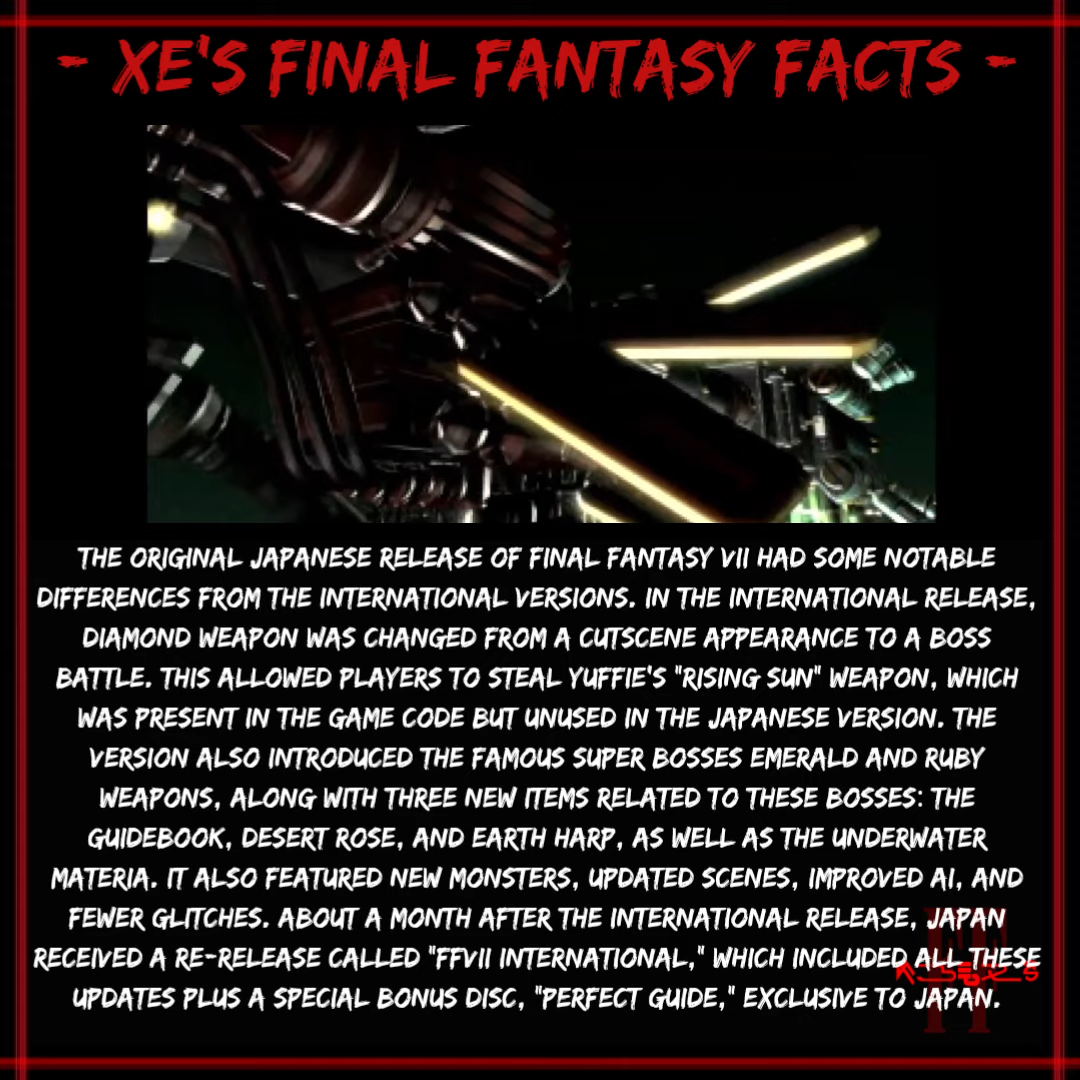 - XE'S FINAL FANTASY FACTS -
THE ORIGINAL JAPANESE RELEASE OF FINAL FANTASY VII HAD SOME NOTABLE
DIFFERENCES FROM THE INTERNATIONAL VERSIONS. IN THE INTERNATIONAL RELEASE,
DIAMOND WEAPON WAS CHANGED FROM A CUTSCENE APPEARANCE TO A BOSS
BATTLE. THIS ALLOWED PLAYERS TO STEAL YUFFIE'S "RISING SUN" WEAPON, WHICH
WAS PRESENT IN THE GAME CODE BUT UNUSED IN THE JAPANESE VERSION. THE
VERSION ALSO INTRODUCED THE FAMOUS SUPER BOSSES EMERALD AND RUBY
WEAPONS, ALONG WITH THREE NEW ITEMS RELATED TO THESE BOSSES: THE
GUIDEBOOK, DESERT ROSE, AND EARTH HARP, AS WELL AS THE UNDERWATER
MATERIA. IT ALSO FEATURED NEW MONSTERS, UPDATED SCENES, IMPROVED AI, AND
FEWER GLITCHES. ABOUT A MONTH AFTER THE INTERNATIONAL RELEASE, JAPAN
RECEIVED A RE-RELEASE CALLED "FFVII INTERNATIONAL," WHICH INCLUDED ALL THESE
UPDATES PLUS A SPECIAL BONUS DISC, "PERFECT GUIDE," EXCLUSIVE TO JAPAN.